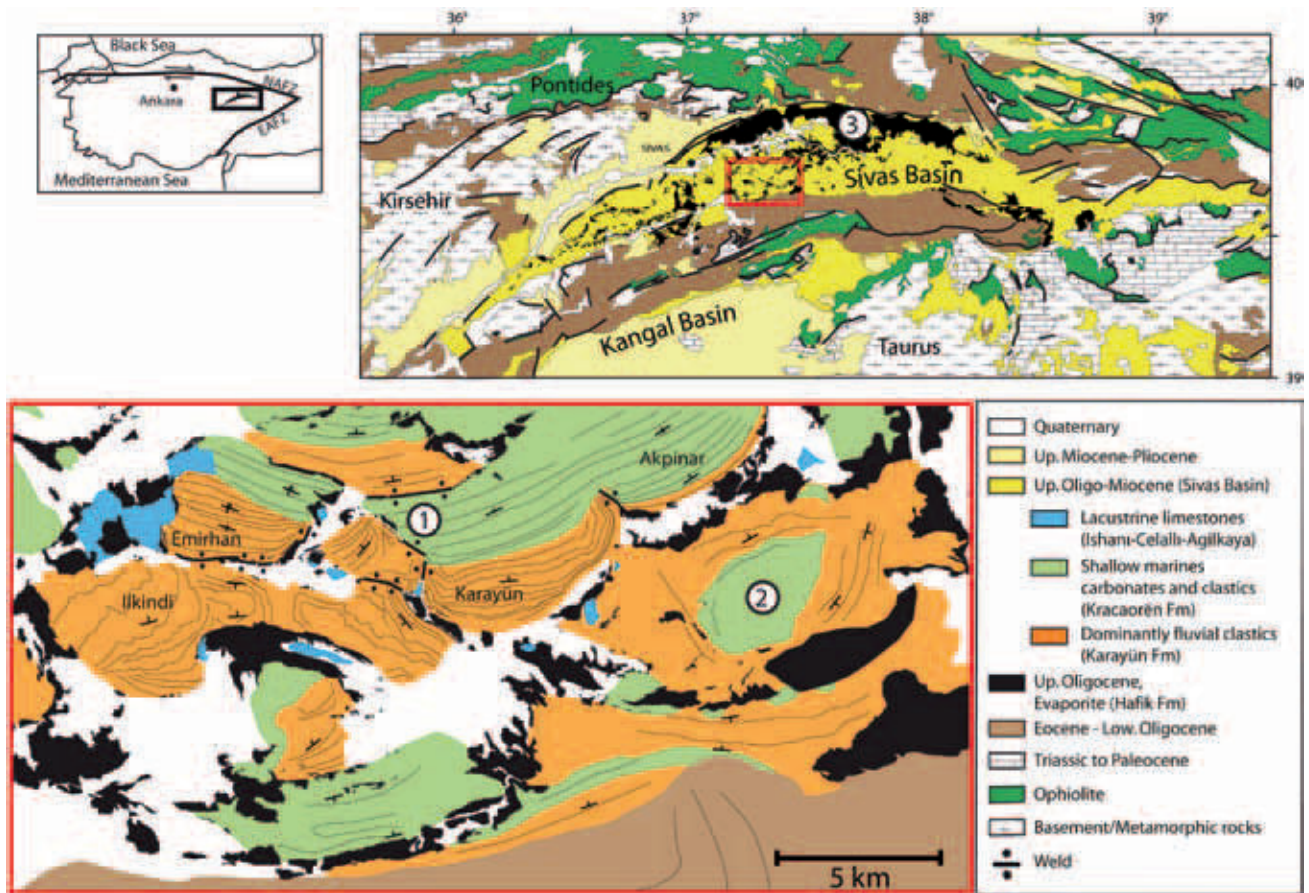 Black Sea
NAFZ
Ankara
EAFZ
Mediterranean Sea
36°
37°
38°
39°
40°
39°
Pontides
3
SIVAS
Sivas Basin
Kirsehir
Kangal Basin
Taurus
Akpinar
1
Emirhan
Ilkindi
Karayün
2
5 km
Quaternary
Up. Miocene-Pliocene
Up. Oligo-Miocene (Sivas Basin)
Lacustrine limestones
(Ishanı-Celallı-Agilkaya)
Shallow marines
carbonates and clastics
(Kracaorën Fm)
Dominantly fluvial clastics
(Karayün Fm)
Up. Oligocene,
Evaporite (Hafik Fm)
Eocene - Low. Oligocene
Triassic to Paleocene
Ophiolite
Basement/Metamorphic rocks
Weld